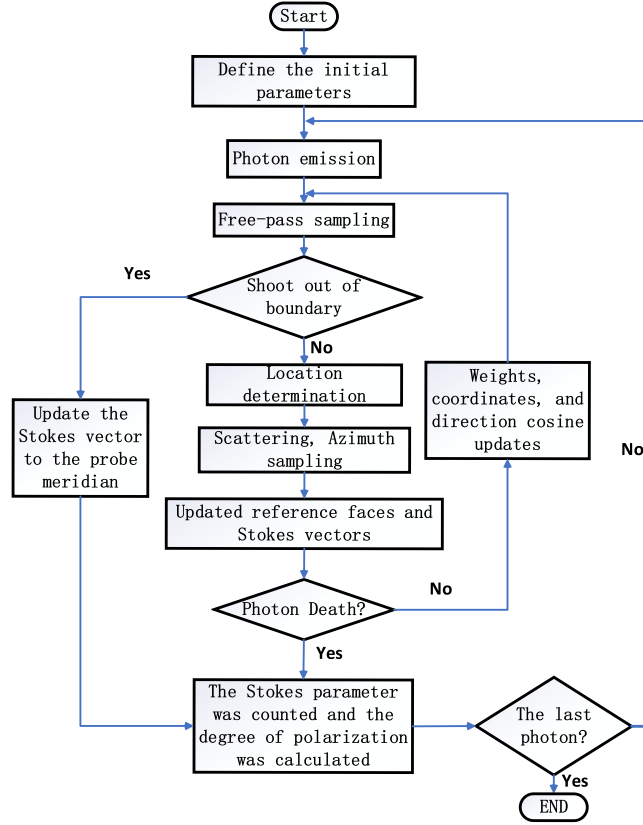 Start
Define the initial
parameters
Photon emission
Free-pass sampling
Yes
Shoot out of
boundary
No
Location
determination
Weights,
coordinates, and
direction cosine
updates
Update the
Stokes vector
to the probe
meridian
Scattering, Azimuth
sampling
No
Updated reference faces and
Stokes vectors
Photon Death?
No
Yes
The Stokes parameter
was counted and the
degree of polarization
was calculated
The last
photon?
Yes
END